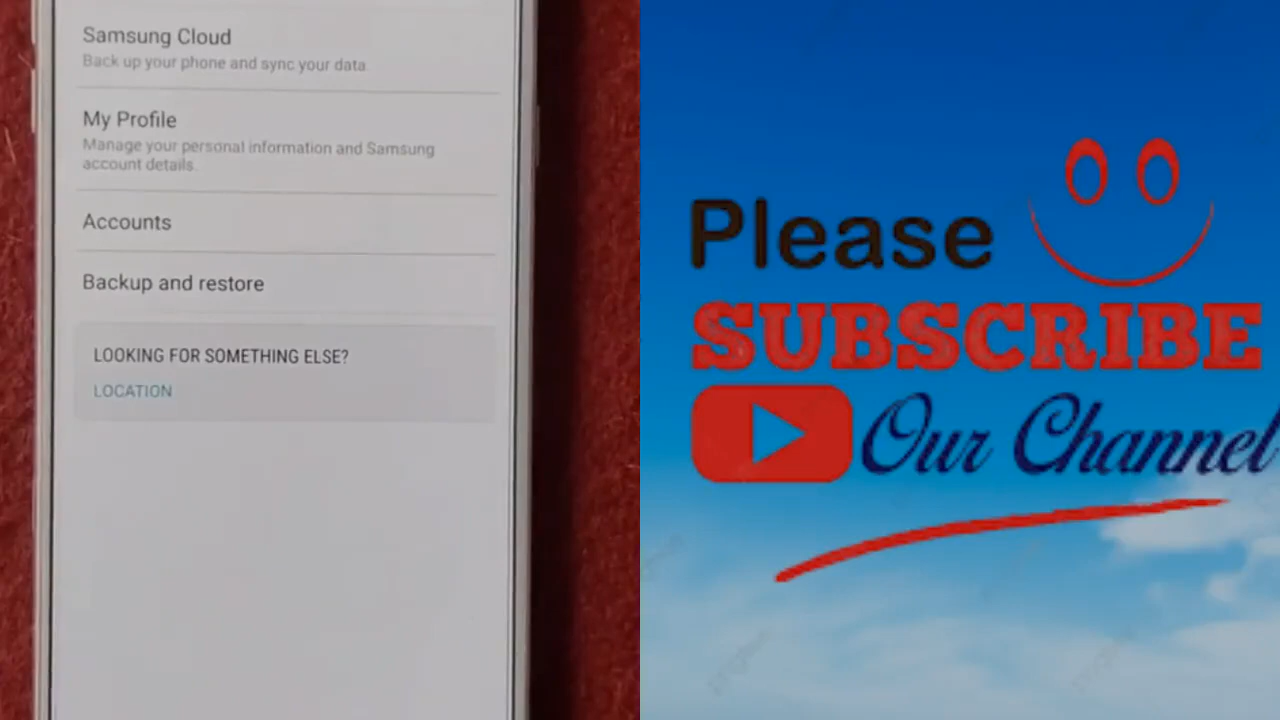 Samsung Cloud
Back up your phone and sync your data.
My Profile
Manage your personal information and Samsung
account details.
Accounts
Backup and restore
LOOKING FOR SOMETHING ELSE?
LOCATION
Please
SUBSCRIBE
Our Channel